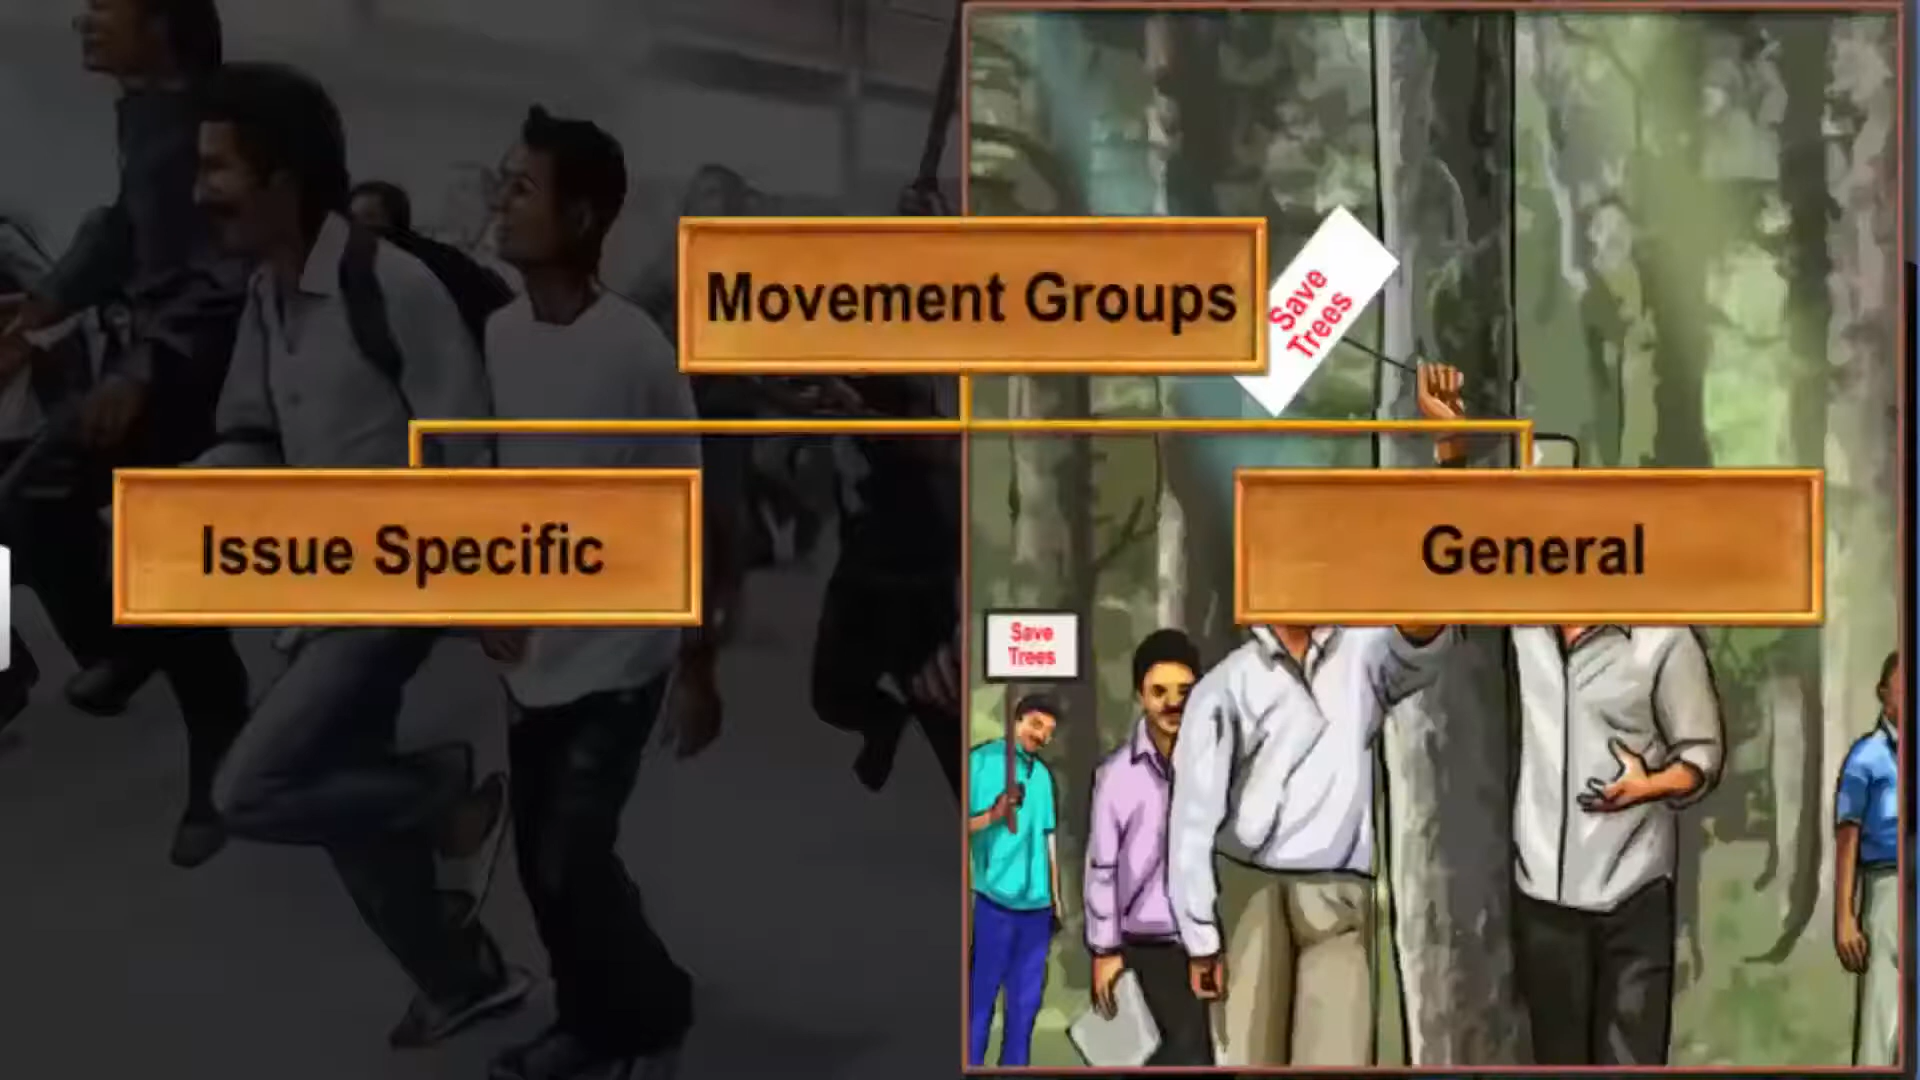 Movement Groups
Save
Trees
Issue Specific
General
Save
Trees